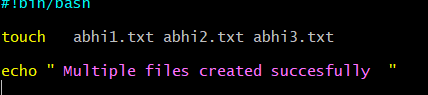 #!bin/bash
touch   abhi1.txt abhi2.txt abhi3.txt
echo " Multiple files created succesfully  "